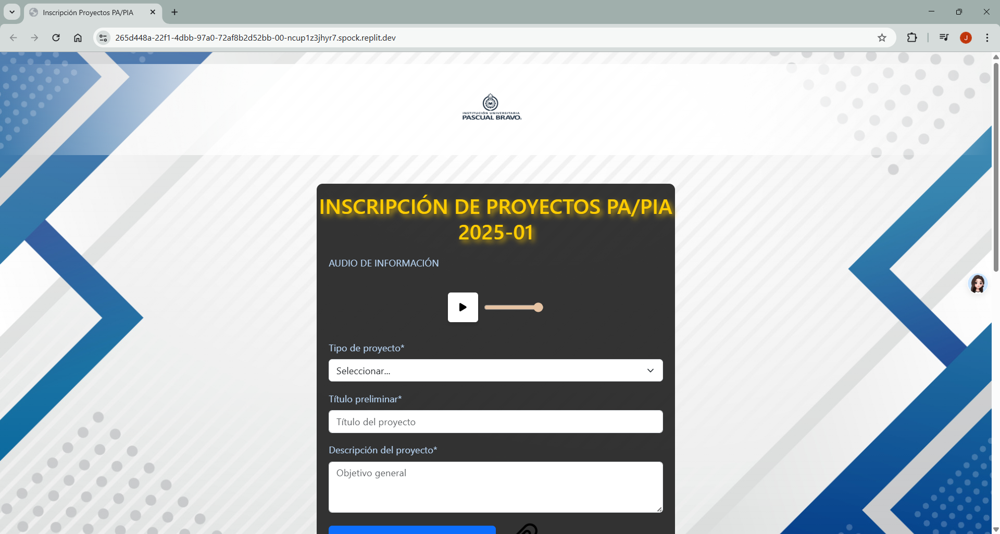 Inscripción Proyectos PA/PIA
265d448a-22f1-4dbb-97a0-72af8b2d52bb-00-ncup1z3jhyr7.spock.replit.dev
J
INSTITUCIÓN UNIVERSITARIA
PASCUAL BRAVO®
INSCRIPCIÓN DE PROYECTOS PA/PIA
2025-01
AUDIO DE INFORMACIÓN
Tipo de proyecto*
Seleccionar...
Título preliminar*
Título del proyecto
Descripción del proyecto*
Objetivo general